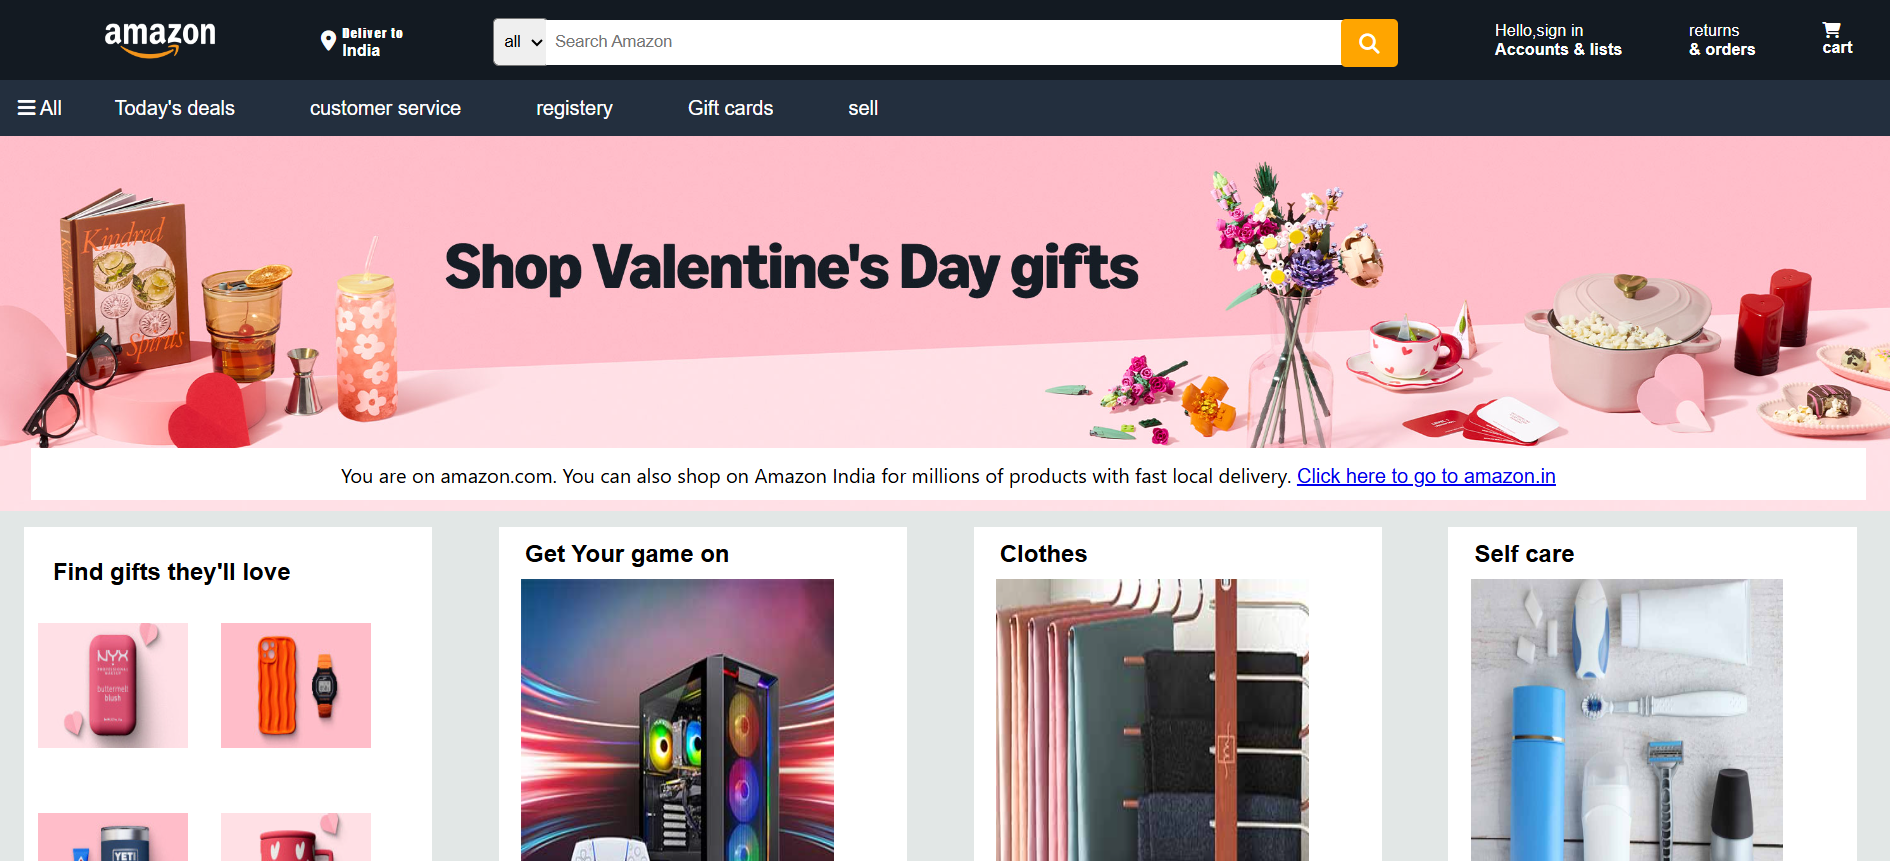 amazon
Deliver to
India
all
Search Amazon
Hello,sign in
Accounts & lists
returns
& orders
cart
All
Today's deals
customer service
registery
Gift cards
sell
Kindred
Spirits
Shop Valentine's Day gifts
You are on amazon.com. You can also shop on Amazon India for millions of products with fast local delivery. Click here to go to amazon.in
Find gifts they'll love
Get Your game on
Clothes
Self care
NYX
buttermelt
blush
YETI